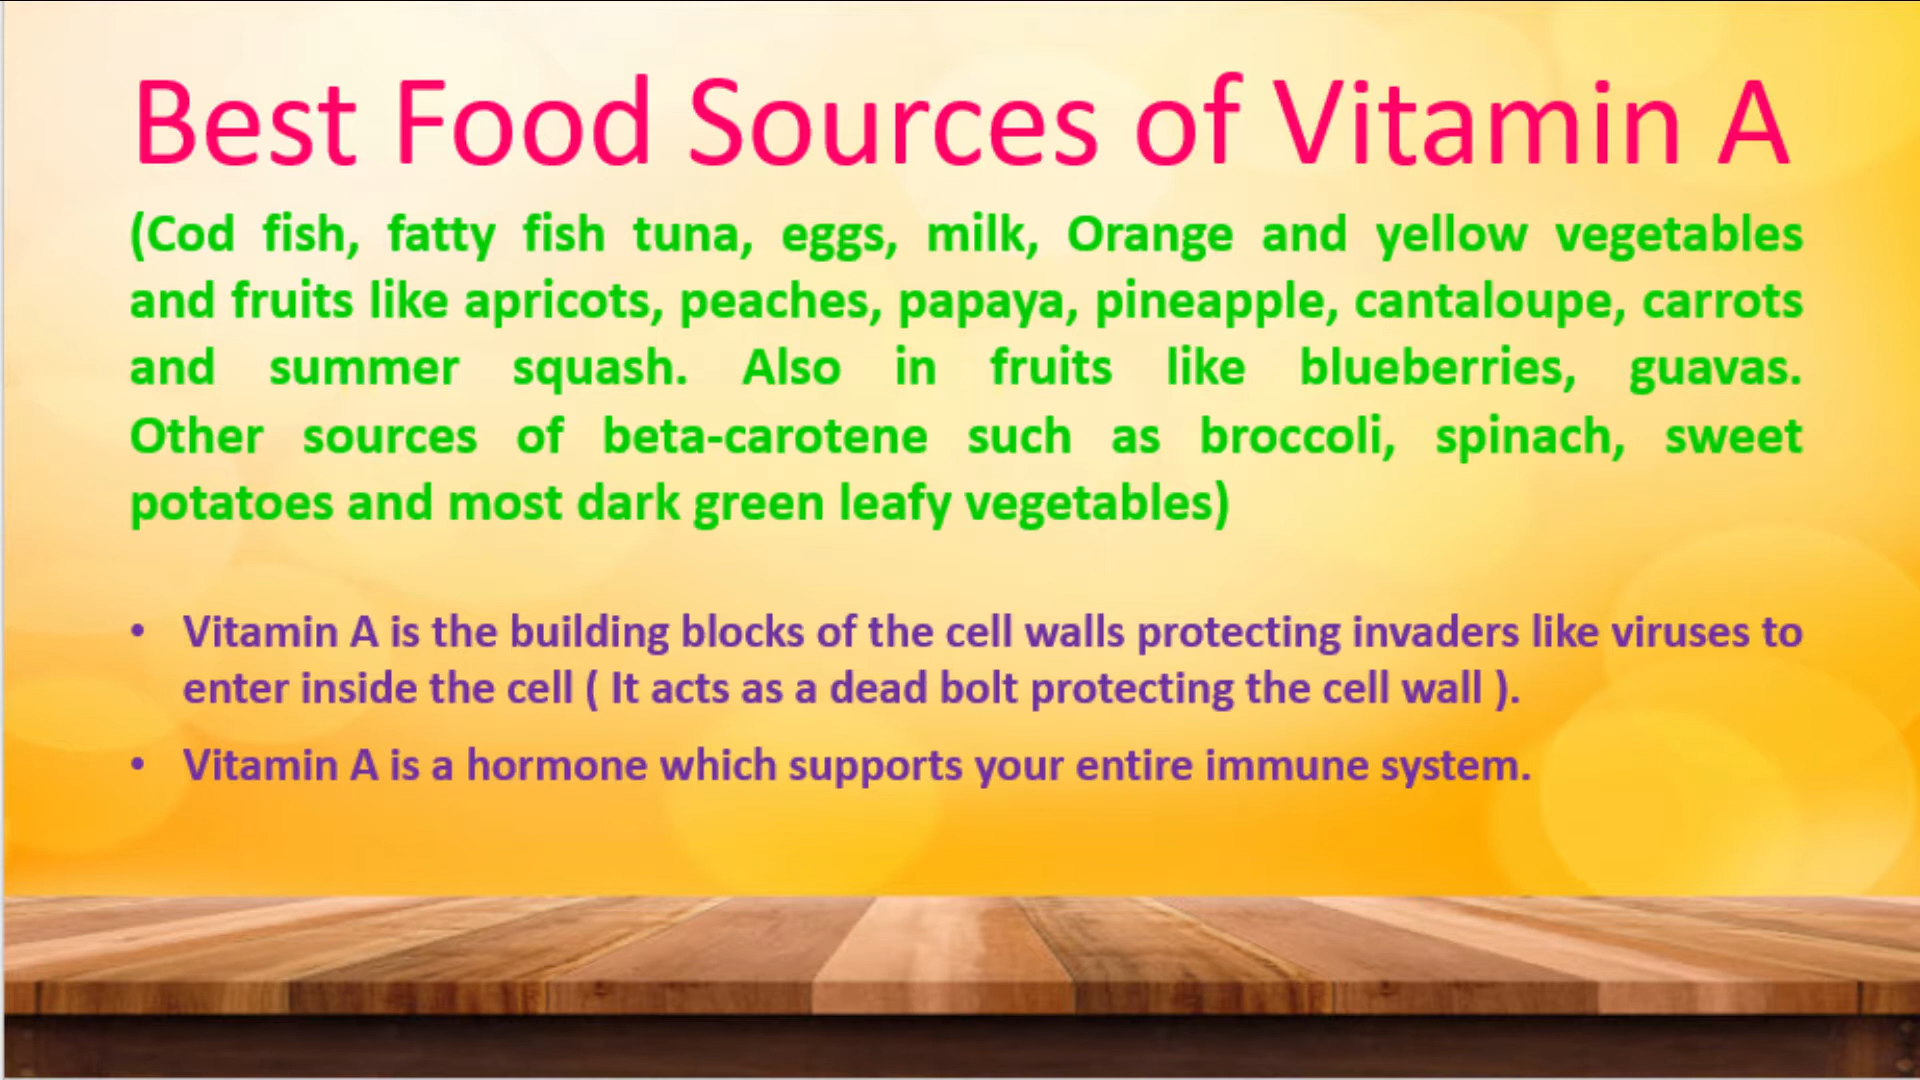 Best Food Sources of Vitamin A
(Cod fish, fatty fish tuna, eggs, milk, Orange and yellow vegetables
and fruits like apricots, peaches, papaya, pineapple, cantaloupe, carrots
and summer squash. Also in fruits like blueberries, guavas.
Other sources of beta-carotene such as broccoli, spinach, sweet
potatoes and most dark green leafy vegetables)
• Vitamin A is the building blocks of the cell walls protecting invaders like viruses to
enter inside the cell ( It acts as a dead bolt protecting the cell wall ).
• Vitamin A is a hormone which supports your entire immune system.